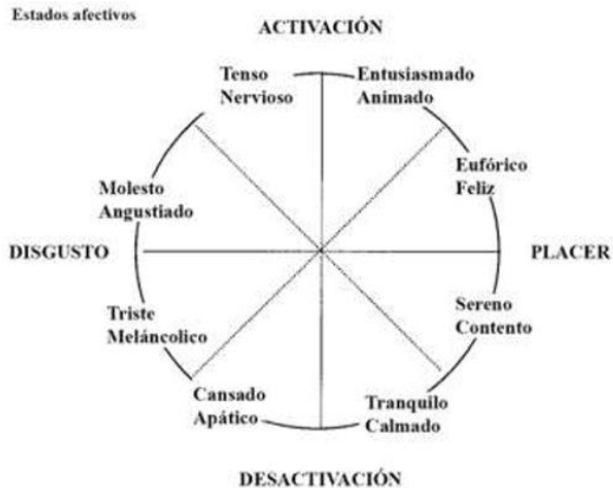 Estados afectivos
ACTIVACIÓN
Tenso
Nervioso
Entusiasmado
Animado
Eufórico
Feliz
Molesto
Angustiado
DISGUSTO
PLACER
Sereno
Contento
Triste
Meláncolico
Cansado
Apático
Tranquilo
Calmado
DESACTIVACIÓN